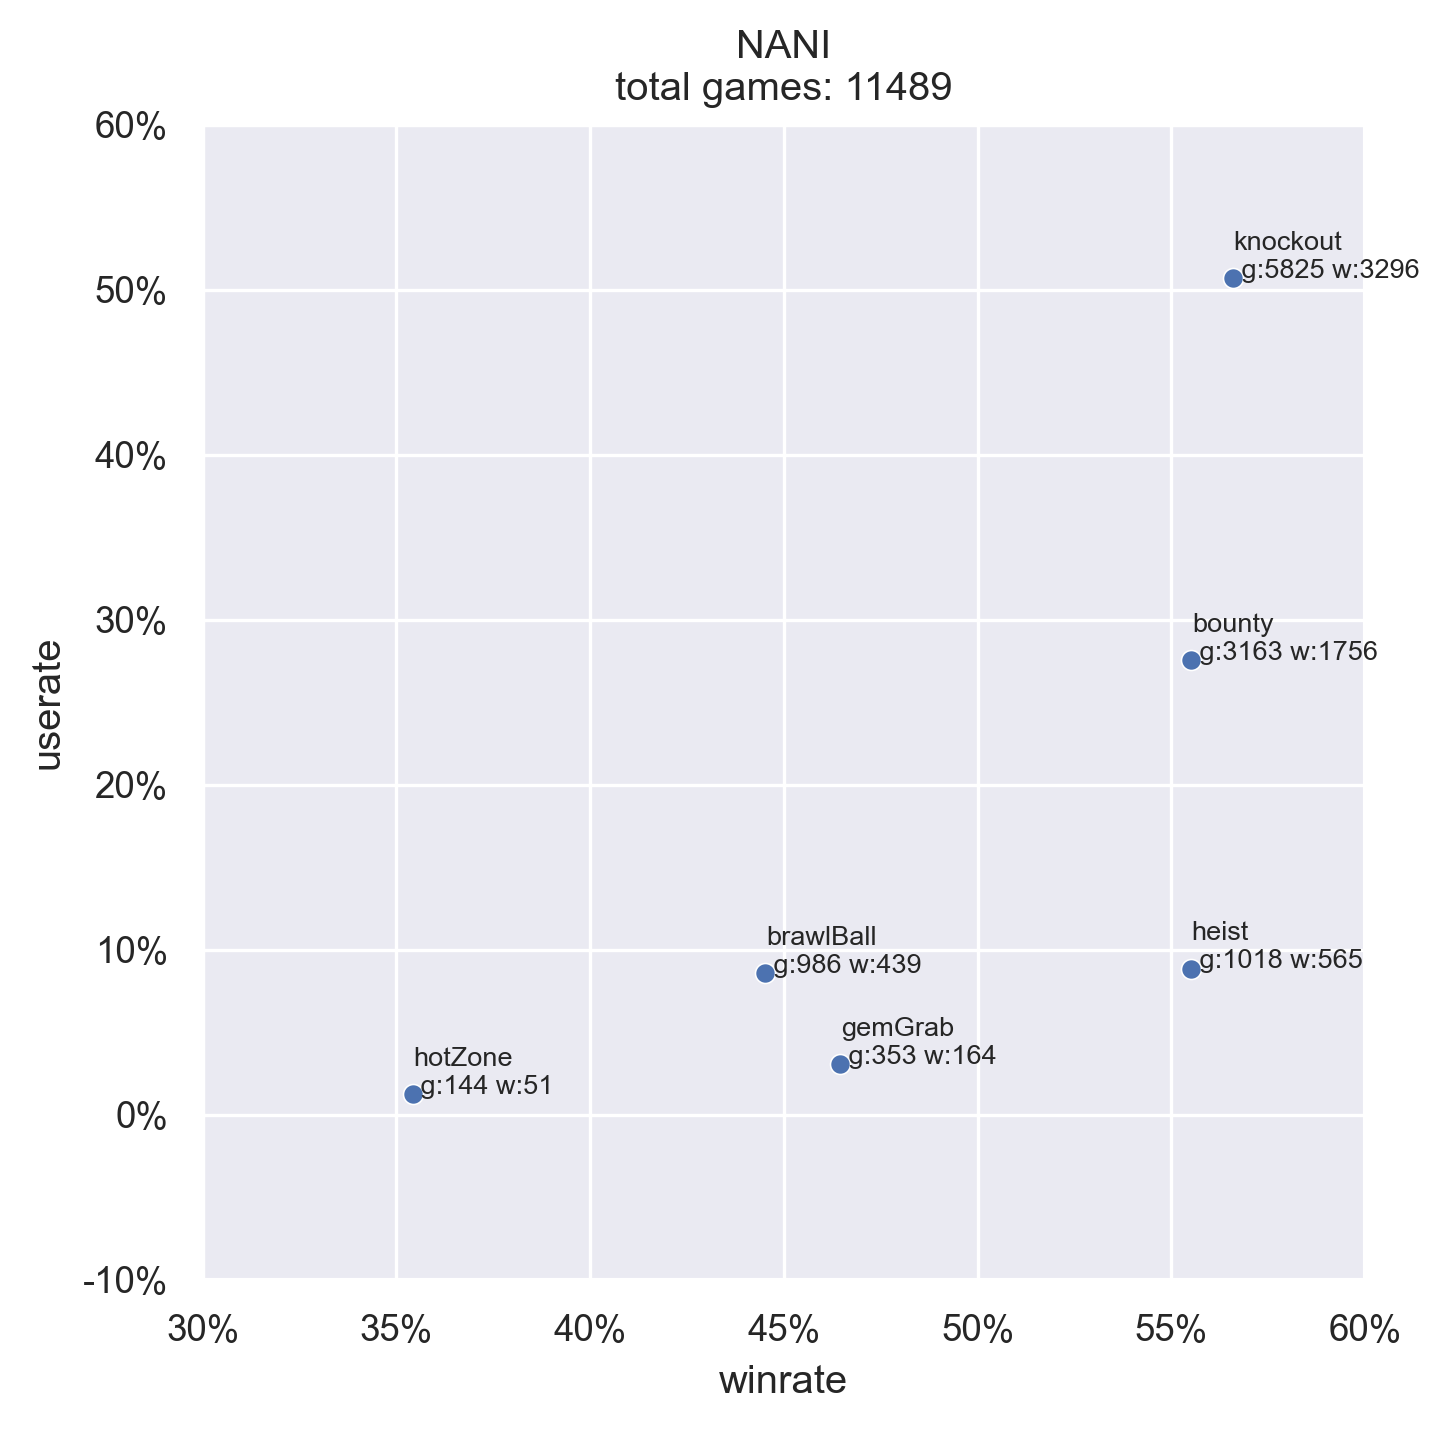 NANI
total games: 11489
60%
50%
40%
30%
20%
10%
0%
-10%
userate
knockout
g:5825 w:3296
bounty
g:3163 w:1756
brawlBall
g:986 w:439
heist
g:1018 w:565
gemGrab
g:353 w:164
hotZone
g:144 w:51
30%
35%
40%
45%
50%
55%
60%
winrate